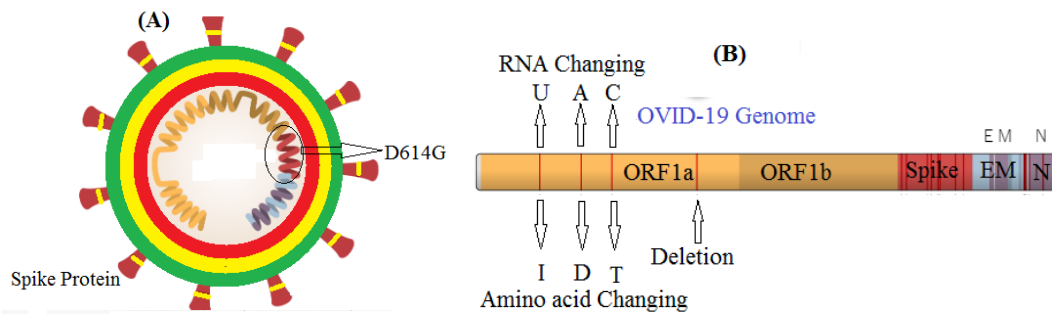 (A)
D614G
Spike Protein
(B)
RNA Changing
U A C
OVID-19 Genome
E M N
ORF1a ORF1b Spike EM N
Deletion
I D T
Amino acid Changing